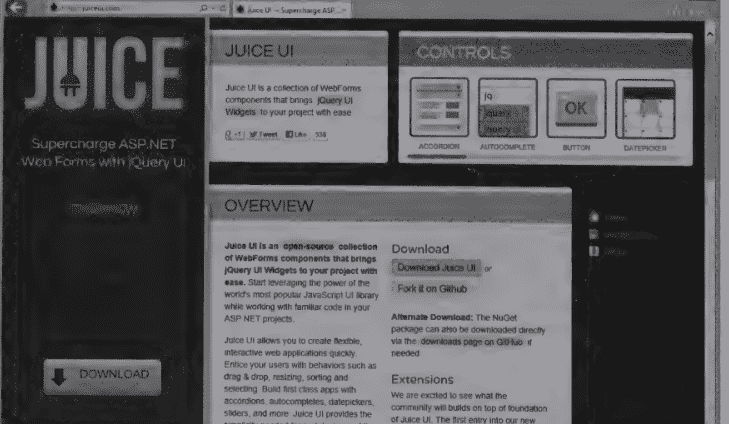 Juice UI - Supercharge ASP...
JUICE
Supercharge ASP.NET
Web Forms with jQuery UI
DOWNLOAD
JUICE UI
Juice UI is a collection of WebForms
components that brings jQuery UI
Widgets to your project with ease
+1 Tweet Like
CONTROLS
jq
jquery
jquery
OK
ACCORDION AUTOCOMPLETE BUTTON DATEPICKER
OVERVIEW
Juice UI is an open-source collection
of WebForms components that brings
jQuery UI Widgets to your project with
ease. Start leveraging the power of the
world's most popular JavaScript UI library
while working with familiar code in your
ASP.NET projects.
Juice UI allows you to create flexible,
interactive web applications quickly.
Entice your users with behaviors such as
drag & drop, resizing, sorting and
selecting. Build first class apps with
accordions, autocompletes, datepickers,
sliders, and more. Juice UI provides the
Download
Download Juice UI or
Fork it on Github
Alternate Download: The NuGet
package can also be downloaded directly
via the downloads page on GitHub if
needed
Extensions
We are excited to see what the
community will builds on top of foundation
of Juice UI. The first entry into our new